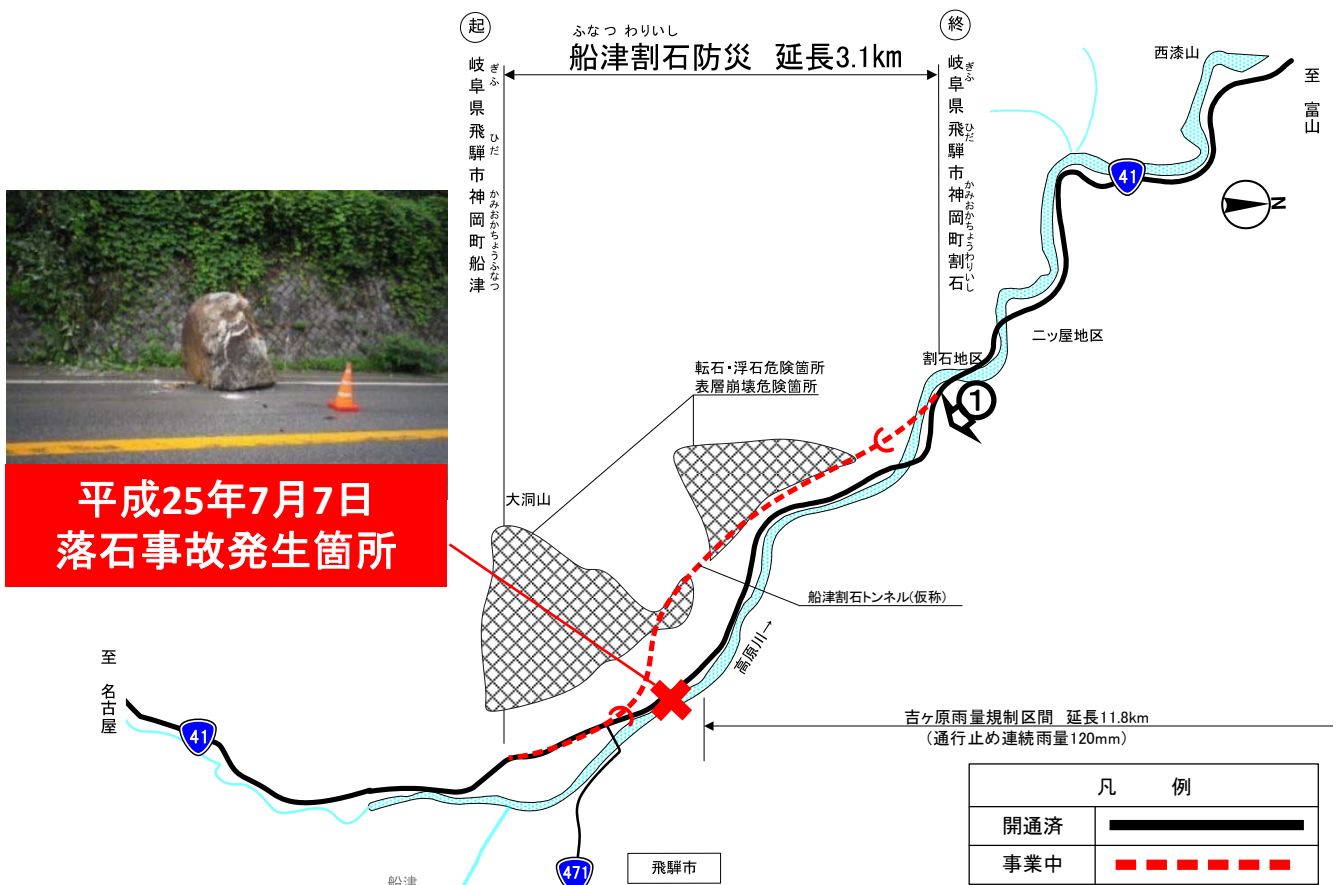 起
岐阜県飛騨市神岡町船津
ぎふ
ひだ
かみおかちょうふなつ
ふなつ わりいし
船津割石防災 延長3.1km
終
岐阜県飛騨市神岡町割石
ぎふ
ひだ
かみおかちょうわりいし
西漆山
至 富山
41
N
二ッ屋地区
割石地区
①
転石・浮石危険箇所
表層崩壊危険箇所
平成25年7月7日
落石事故発生箇所
大洞山
船津割石トンネル(仮称)
高原川→
至 名古屋
41
吉ヶ原雨量規制区間 延長11.8km
(通行止め連続雨量120mm)
471
船津
飛騨市
凡 例
開通済
事業中